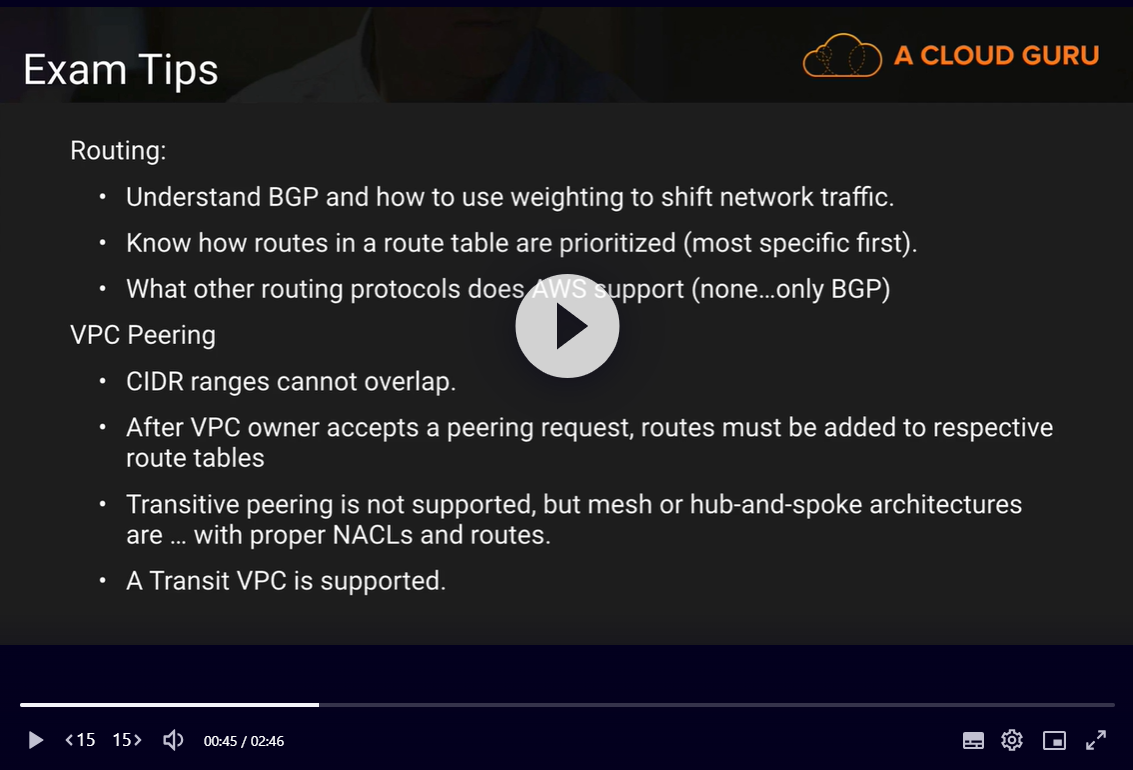 Exam Tips
A CLOUD GURU
Routing:
• Understand BGP and how to use weighting to shift network traffic.
• Know how routes in a route table are prioritized (most specific first).
• What other routing protocols does AWS support (none…only BGP)
VPC Peering
• CIDR ranges cannot overlap.
• After VPC owner accepts a peering request, routes must be added to respective
route tables
• Transitive peering is not supported, but mesh or hub-and-spoke architectures
are … with proper NACLs and routes.
• A Transit VPC is supported.
<15 15> 00:45 / 02:46